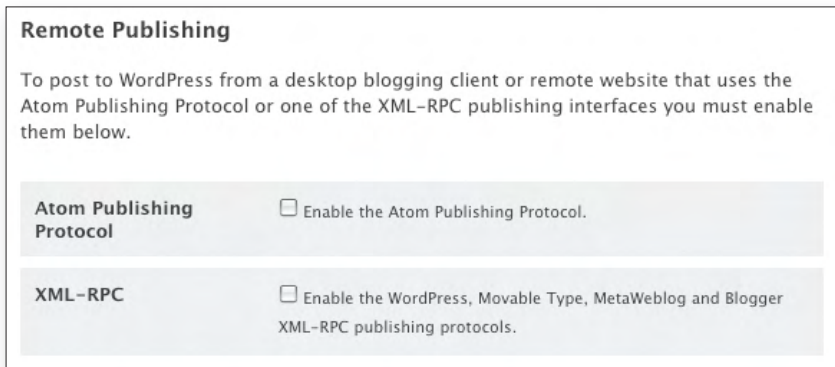 Remote Publishing
To post to WordPress from a desktop blogging client or remote website that uses the
Atom Publishing Protocol or one of the XML-RPC publishing interfaces you must enable
them below.
Atom Publishing
Protocol
Enable the Atom Publishing Protocol.
XML-RPC
Enable the WordPress, Movable Type, MetaWeblog and Blogger
XML-RPC publishing protocols.